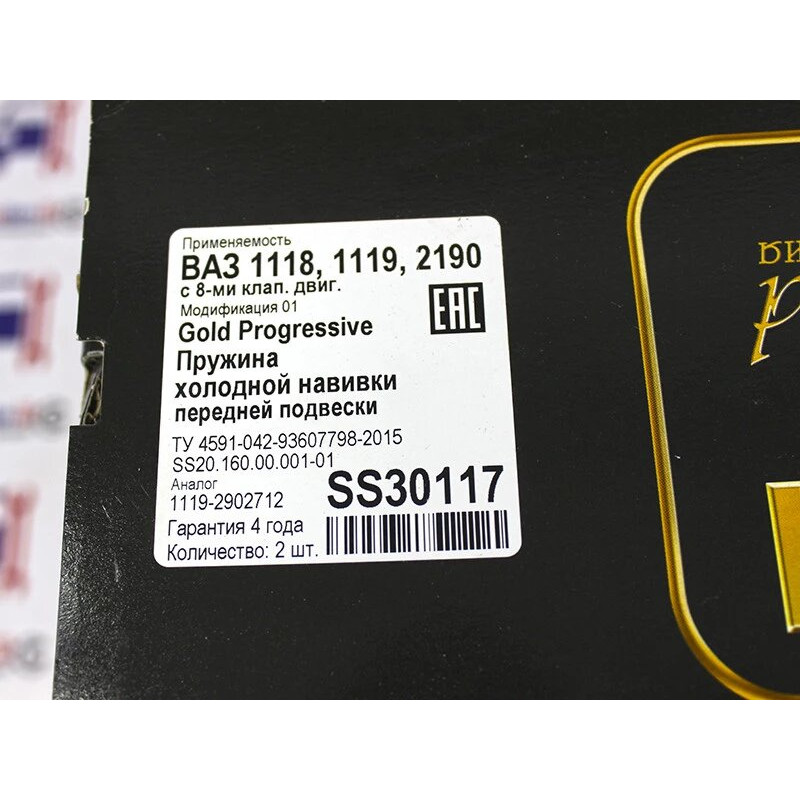 Применяемость
ВАЗ 1118, 1119, 2190
с 8-ми клап. двиг.
Модификация 01
EAC
Gold Progressive
Пружина
холодной навивки
передней подвески
ТУ 4591-042-93607798-2015
SS20.160.00.001-01
Аналог
1119-2902712
SS30117
Гарантия 4 года
Количество: 2 шт.